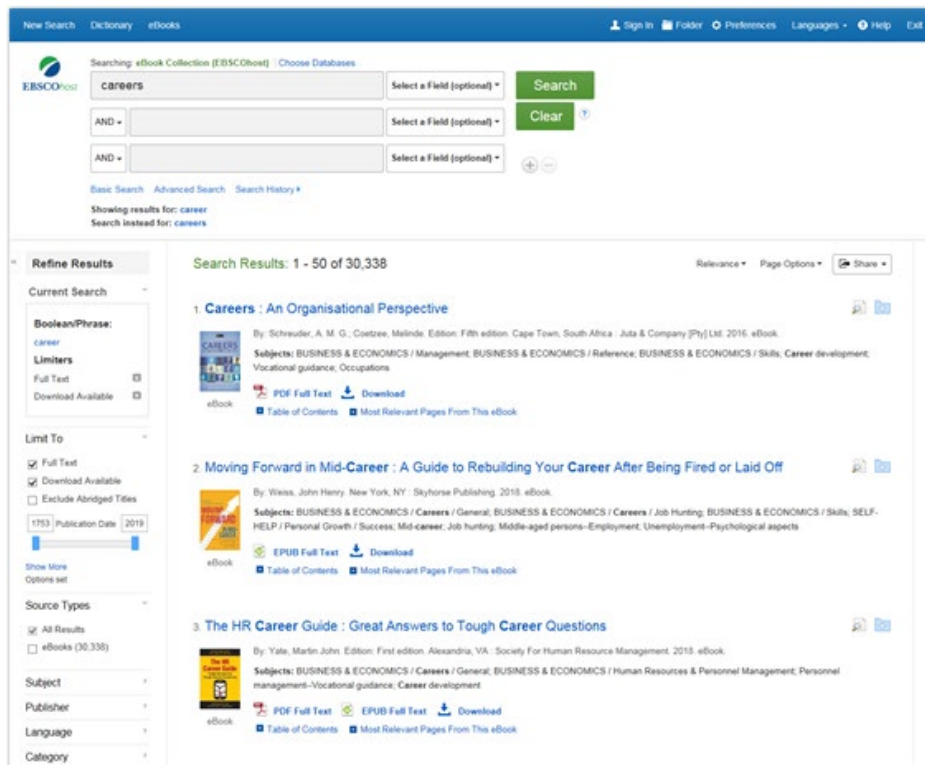 New Search Dictionary eBooks Sign In Folder Preferences Languages Help Exit
Searching: eBook Collection (EBSCOhost) Choose Databases
EBSCOhost
careers Select a Field (optional) Search
AND Select a Field (optional) Clear ?
AND Select a Field (optional)
Basic Search Advanced Search Search History
Showing results for: career
Search instead for: careers
Refine Results
Current Search
Boolean/Phrase:
career
Limiters
Full Text
Download Available
Limit To
Full Text
Download Available
Exclude Abridged Titles
1753 Publication Date 2019
Show More
Options set
Source Types
All Results
eBooks (30,338)
Subject
Publisher
Language
Category
Search Results: 1 - 50 of 30,338 Relevance Page Options Share
1. Careers : An Organisational Perspective
By: Schreuder, A. M. G.; Coetzee, Melinde. Edition: Fifth edition. Cape Town, South Africa : Juta & Company [Pty] Ltd. 2016. eBook.
Subjects: BUSINESS & ECONOMICS / Management; BUSINESS & ECONOMICS / Reference; BUSINESS & ECONOMICS / Skills; Career development;
Vocational guidance; Occupations
CAREERS
eBook
PDF Full Text Download
Table of Contents Most Relevant Pages From This eBook
2. Moving Forward in Mid-Career : A Guide to Rebuilding Your Career After Being Fired or Laid Off
By: Weiss, John Henry. New York, NY : Skyhorse Publishing. 2018. eBook.
Subjects: BUSINESS & ECONOMICS / Careers / General; BUSINESS & ECONOMICS / Careers / Job Hunting; BUSINESS & ECONOMICS / Skills; SELF-
HELP / Personal Growth / Success; Mid-career; Job hunting; Middle-aged persons--Employment; Unemployment--Psychological aspects
MOVING
FORWARD
eBook
EPUB Full Text Download
Table of Contents Most Relevant Pages From This eBook
3. The HR Career Guide : Great Answers to Tough Career Questions
By: Yate, Martin John. Edition: First edition. Alexandria, VA : Society For Human Resource Management. 2018. eBook.
Subjects: BUSINESS & ECONOMICS / Careers / General; BUSINESS & ECONOMICS / Human Resources & Personnel Management; Personnel
management--Vocational guidance; Career development
The HR
Career Guide
eBook
PDF Full Text EPUB Full Text Download
Table of Contents Most Relevant Pages From This eBook